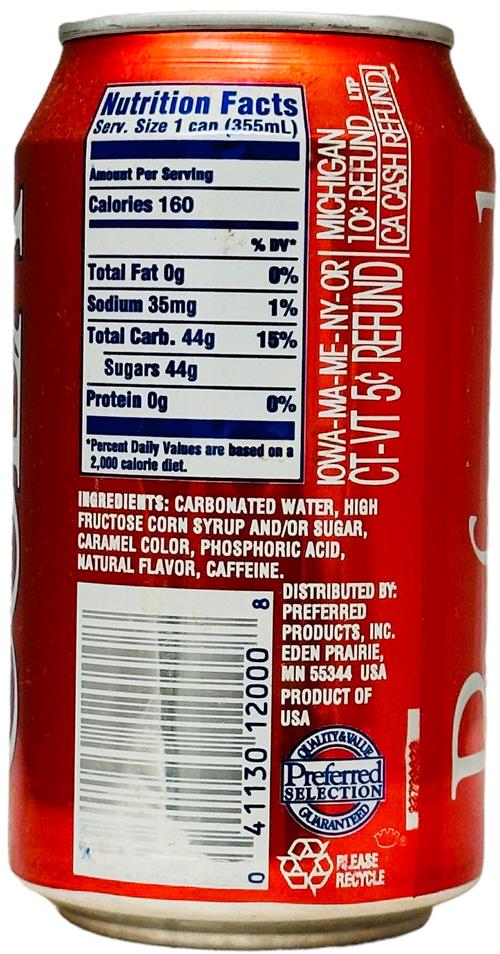 Nutrition Facts
Serv. Size 1 can (355mL)
Amount Per Serving
Calories 160
% DV*
Total Fat 0g 0%
Sodium 35mg 1%
Total Carb. 44g 15%
Sugars 44g
Protein 0g 0%
*Percent Daily Values are based on a
2,000 calorie diet.
IOWA-MA-ME-NY-OR
CT-VT 5¢ REFUND
MICHIGAN
10¢ REFUND LTP
CA CASH REFUND
INGREDIENTS: CARBONATED WATER, HIGH
FRUCTOSE CORN SYRUP AND/OR SUGAR,
CARAMEL COLOR, PHOSPHORIC ACID,
NATURAL FLAVOR, CAFFEINE.
0 41130 12000 8
DISTRIBUTED BY:
PREFERRED
PRODUCTS, INC.
EDEN PRAIRIE,
MN 55344 USA
PRODUCT OF
USA
QUALITY & VALUE
Preferred
SELECTION
GUARANTEED
PLEASE
RECYCLE